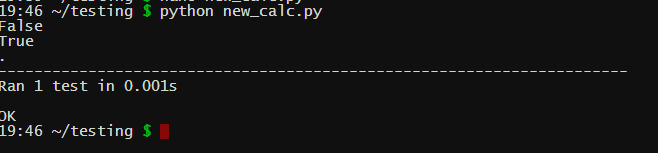 19:46 ~/testing $ python new_calc.py
False
True
.
----------------------------------------------------------------------
Ran 1 test in 0.001s
OK
19:46 ~/testing $